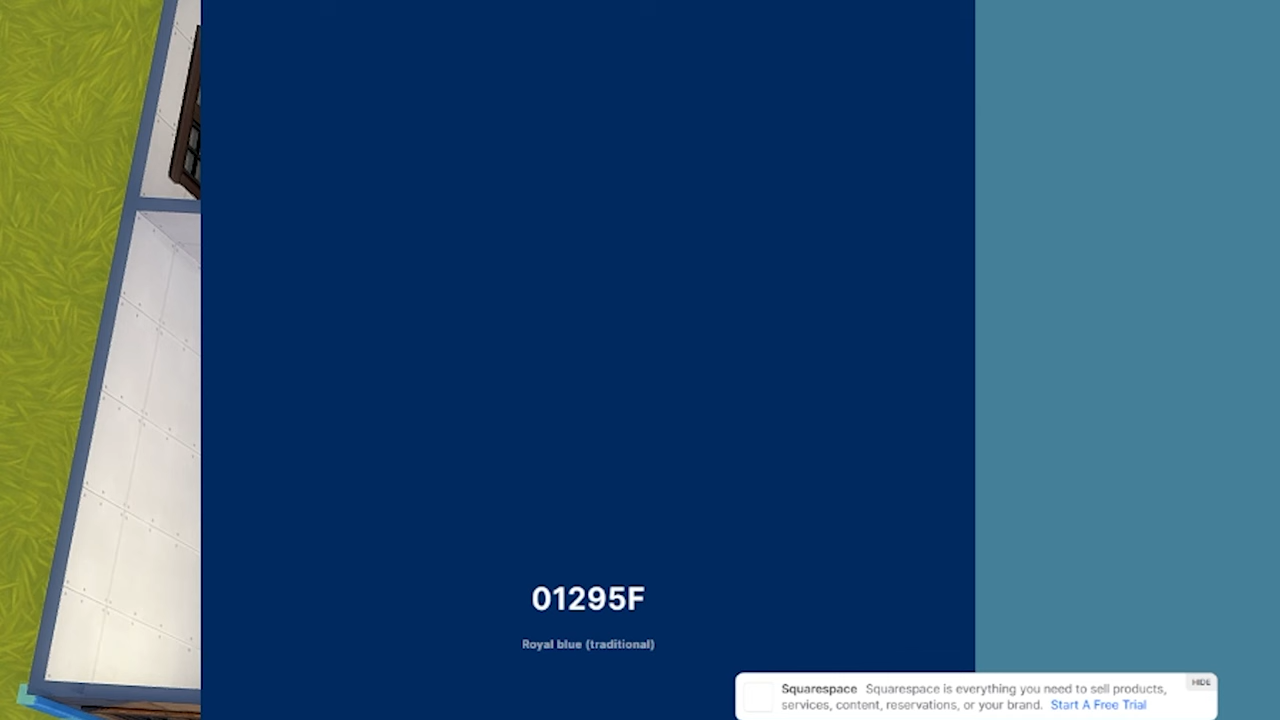 01295F
Royal blue (traditional)
HIDE
Squarespace Squarespace is everything you need to sell products,
services, content, reservations, or your brand. Start A Free Trial